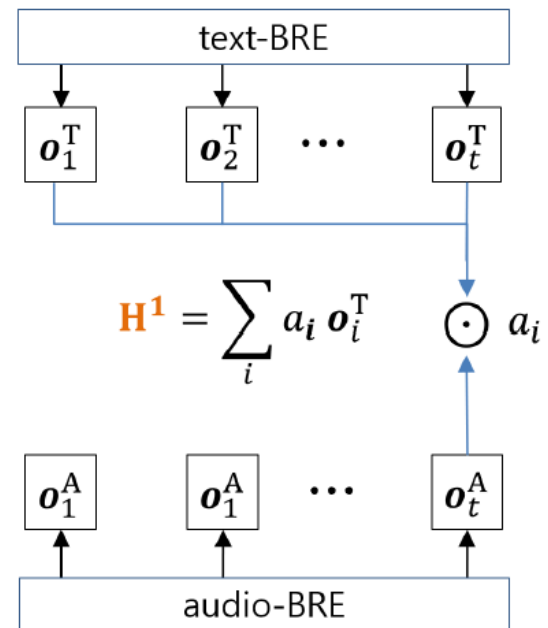 text-BRE
o₁ᵀ o₂ᵀ ⋯ oₜᵀ
H¹ = ∑ᵢ aᵢ oᵢᵀ ⊙ aᵢ
o₁ᴬ o₁ᴬ ⋯ oₜᴬ
audio-BRE